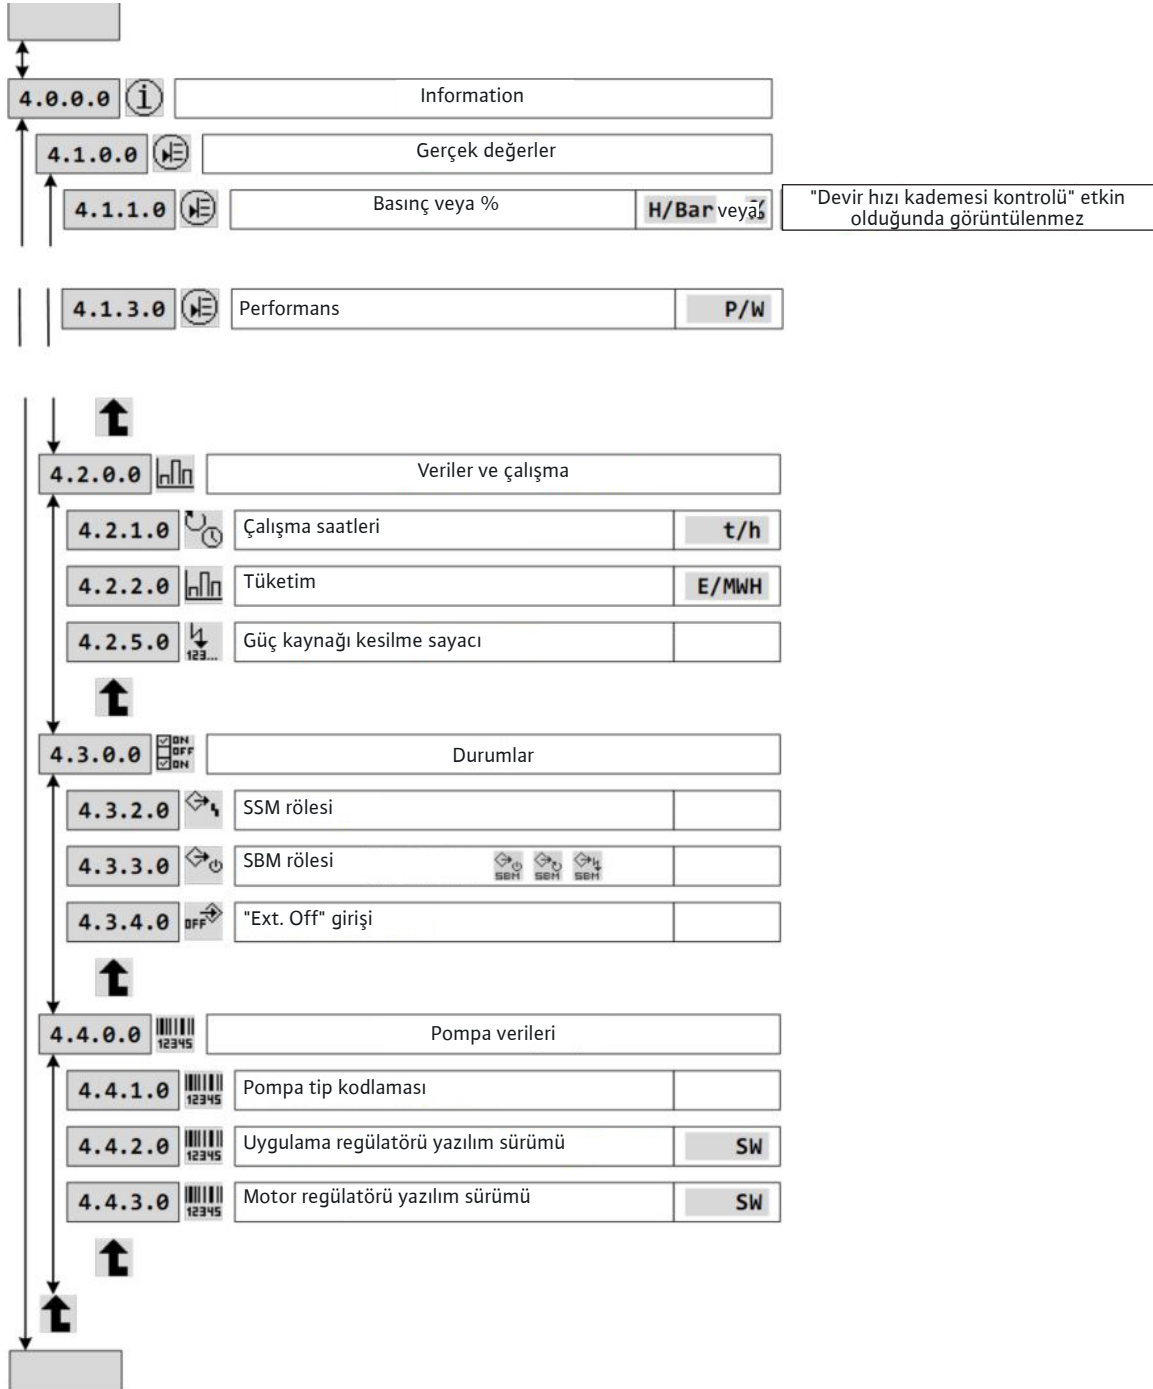 4.0.0.0 Information
4.1.0.0 Gerçek değerler
4.1.1.0 Basınç veya % H/Bar veya % "Devir hızı kademesi kontrolü" etkin
olduğunda görüntülenmez
4.1.3.0 Performans P/W
4.2.0.0 Veriler ve çalışma
4.2.1.0 Çalışma saatleri t/h
4.2.2.0 Tüketim E/MWH
4.2.5.0 123... Güç kaynağı kesilme sayacı
4.3.0.0 ON OFF ON Durumlar
4.3.2.0 SSM rölesi
4.3.3.0 SBM rölesi SBM SBM SBM
4.3.4.0 OFF "Ext. Off" girişi
4.4.0.0 12345 Pompa verileri
4.4.1.0 12345 Pompa tip kodlaması
4.4.2.0 12345 Uygulama regülatörü yazılım sürümü SW
4.4.3.0 12345 Motor regülatörü yazılım sürümü SW